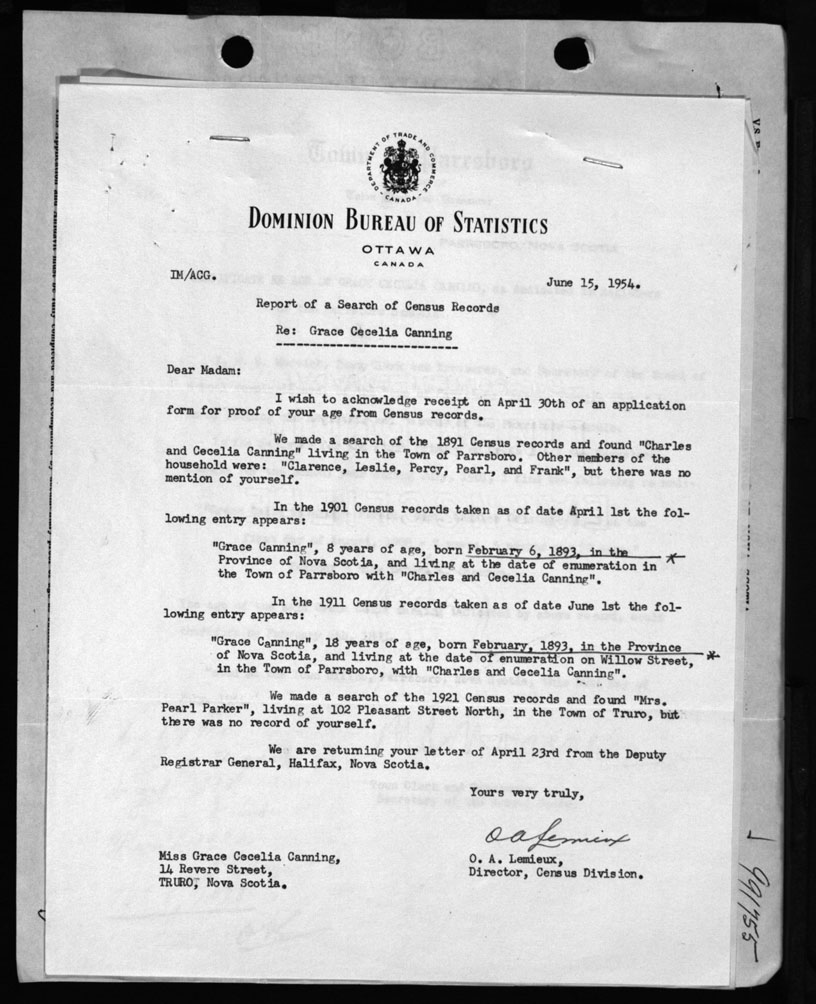 DEPARTMENT OF TRADE AND COMMERCE
CANADA
DOMINION BUREAU OF STATISTICS
OTTAWA
CANADA
IM/ACG.
June 15, 1954.
Report of a Search of Census Records
Re: Grace Cecelia Canning
Dear Madam:
I wish to acknowledge receipt on April 30th of an application
form for proof of your age from Census records.
We made a search of the 1891 Census records and found "Charles
and Cecelia Canning" living in the Town of Parrsboro. Other members of the
household were: "Clarence, Leslie, Percy, Pearl, and Frank", but there was no
mention of yourself.
In the 1901 Census records taken as of date April 1st the fol-
lowing entry appears:
"Grace Canning", 8 years of age, born February 6, 1893, in the
Province of Nova Scotia, and living at the date of enumeration in
the Town of Parrsboro with "Charles and Cecelia Canning".
In the 1911 Census records taken as of date June 1st the fol-
lowing entry appears:
"Grace Canning", 18 years of age, born February, 1893, in the Province
of Nova Scotia, and living at the date of enumeration on Willow Street,
in the Town of Parrsboro, with "Charles and Cecelia Canning".
We made a search of the 1921 Census records and found "Mrs.
Pearl Parker", living at 102 Pleasant Street North, in the Town of Truro, but
there was no record of yourself.
We are returning your letter of April 23rd from the Deputy
Registrar General, Halifax, Nova Scotia.
Yours very truly,
O A Lemieux
O. A. Lemieux,
Director, Census Division.
Miss Grace Cecelia Canning,
14 Revere Street,
TRURO, Nova Scotia.
991755